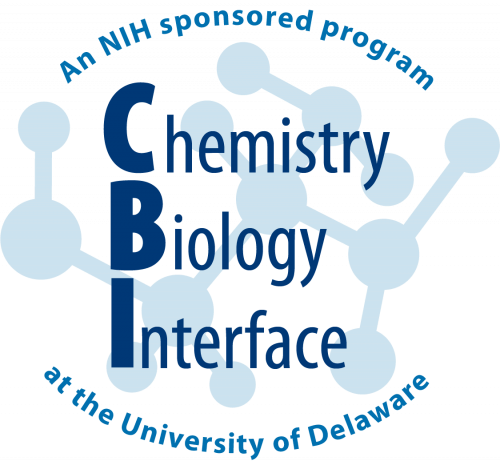 An NIH sponsored program
Chemistry
Biology
Interface
at the University of Delaware